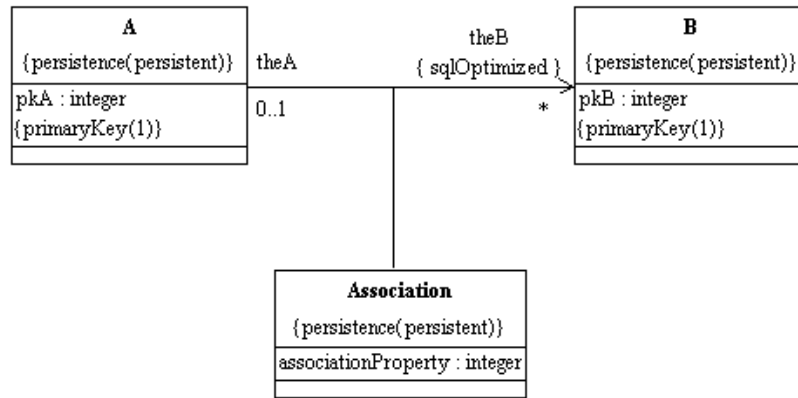 A
{persistence(persistent)}
pkA : integer
{primaryKey(1)}
theA
0..1
theB
{ sqlOptimized }
*
B
{persistence(persistent)}
pkB : integer
{primaryKey(1)}
Association
{persistence(persistent)}
associationProperty : integer